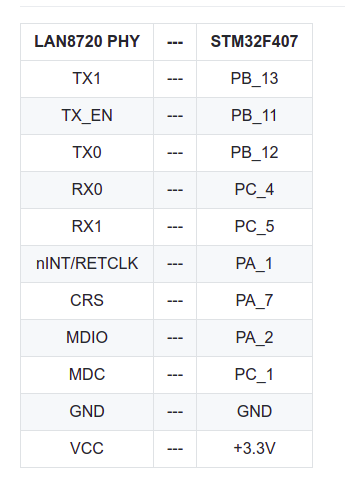 LAN8720 PHY --- STM32F407
TX1 --- PB_13
TX_EN --- PB_11
TX0 --- PB_12
RX0 --- PC_4
RX1 --- PC_5
nINT/RETCLK --- PA_1
CRS --- PA_7
MDIO --- PA_2
MDC --- PC_1
GND --- GND
VCC --- +3.3V